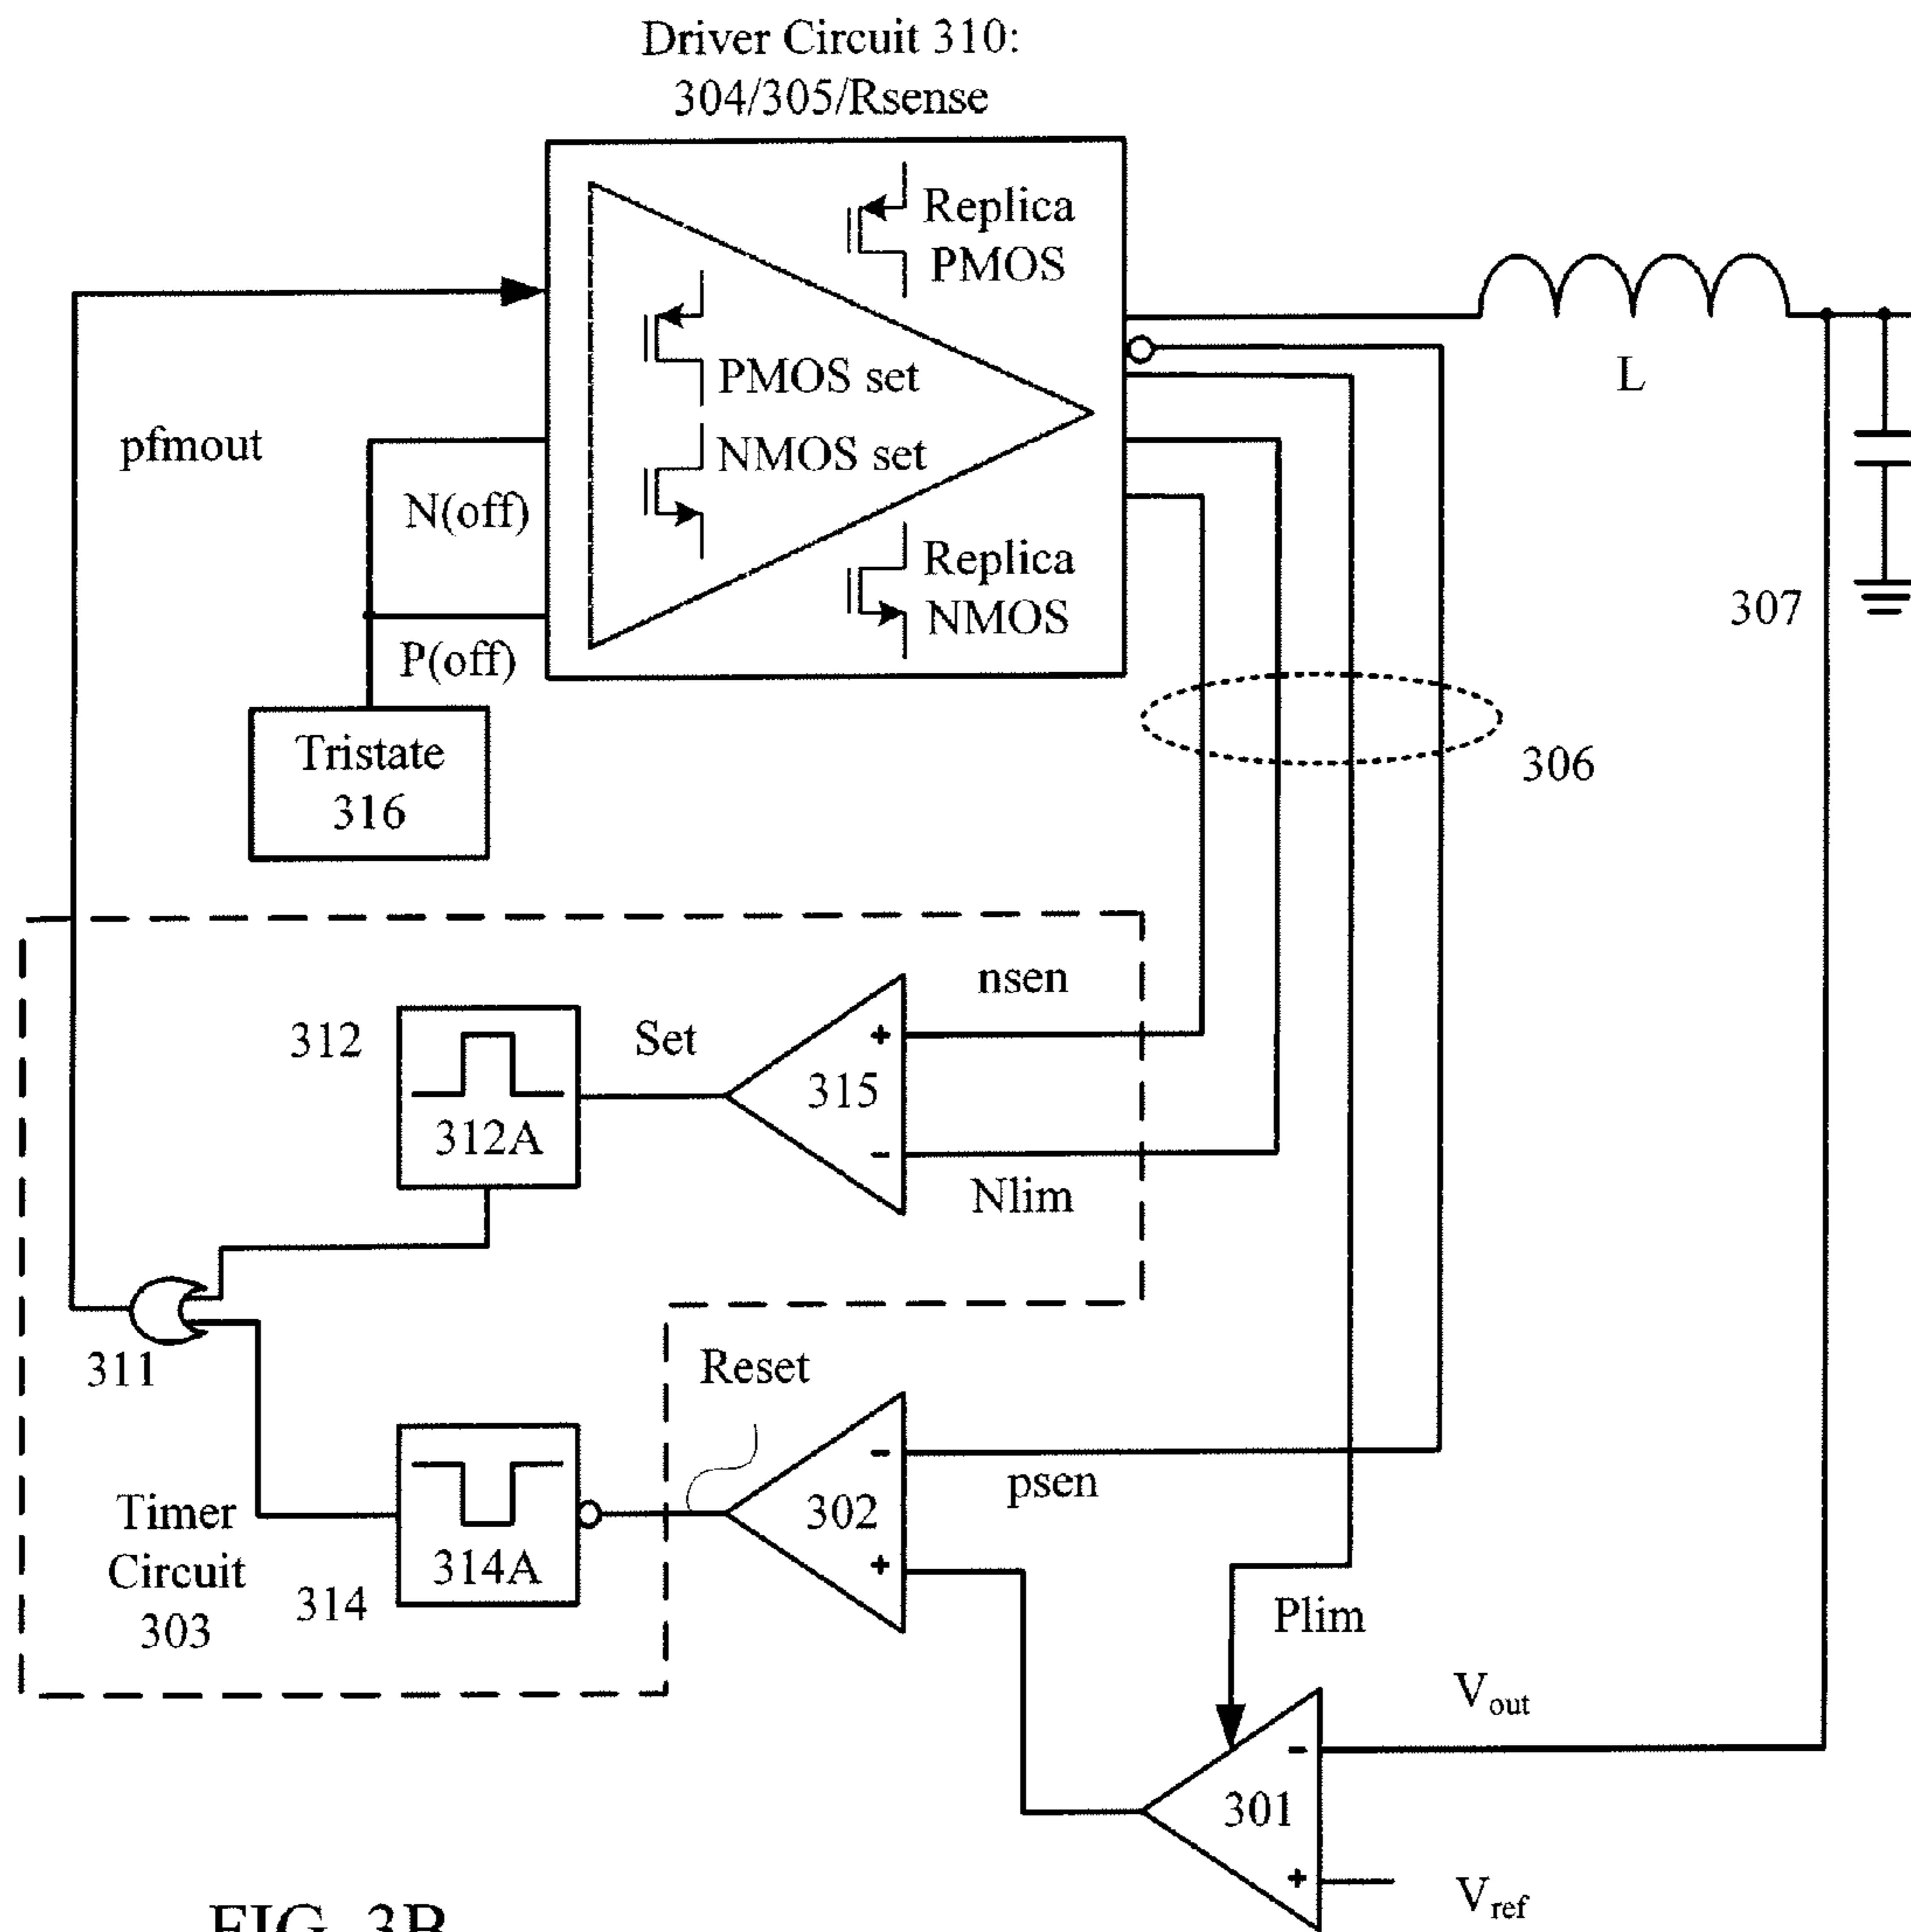 Driver Circuit 310:
304/305/Rsense
Replica
PMOS
PMOS set
NMOS set
Replica
NMOS
pfmout
N(off)
P(off)
Tristate
316
L
307
306
312
312A
Set
315
+
-
nsen
Nlim
311
Reset
Timer
Circuit
303
314
314A
302
-
+
psen
Plim
301
-
+
Vout
Vref
FIG. 3B